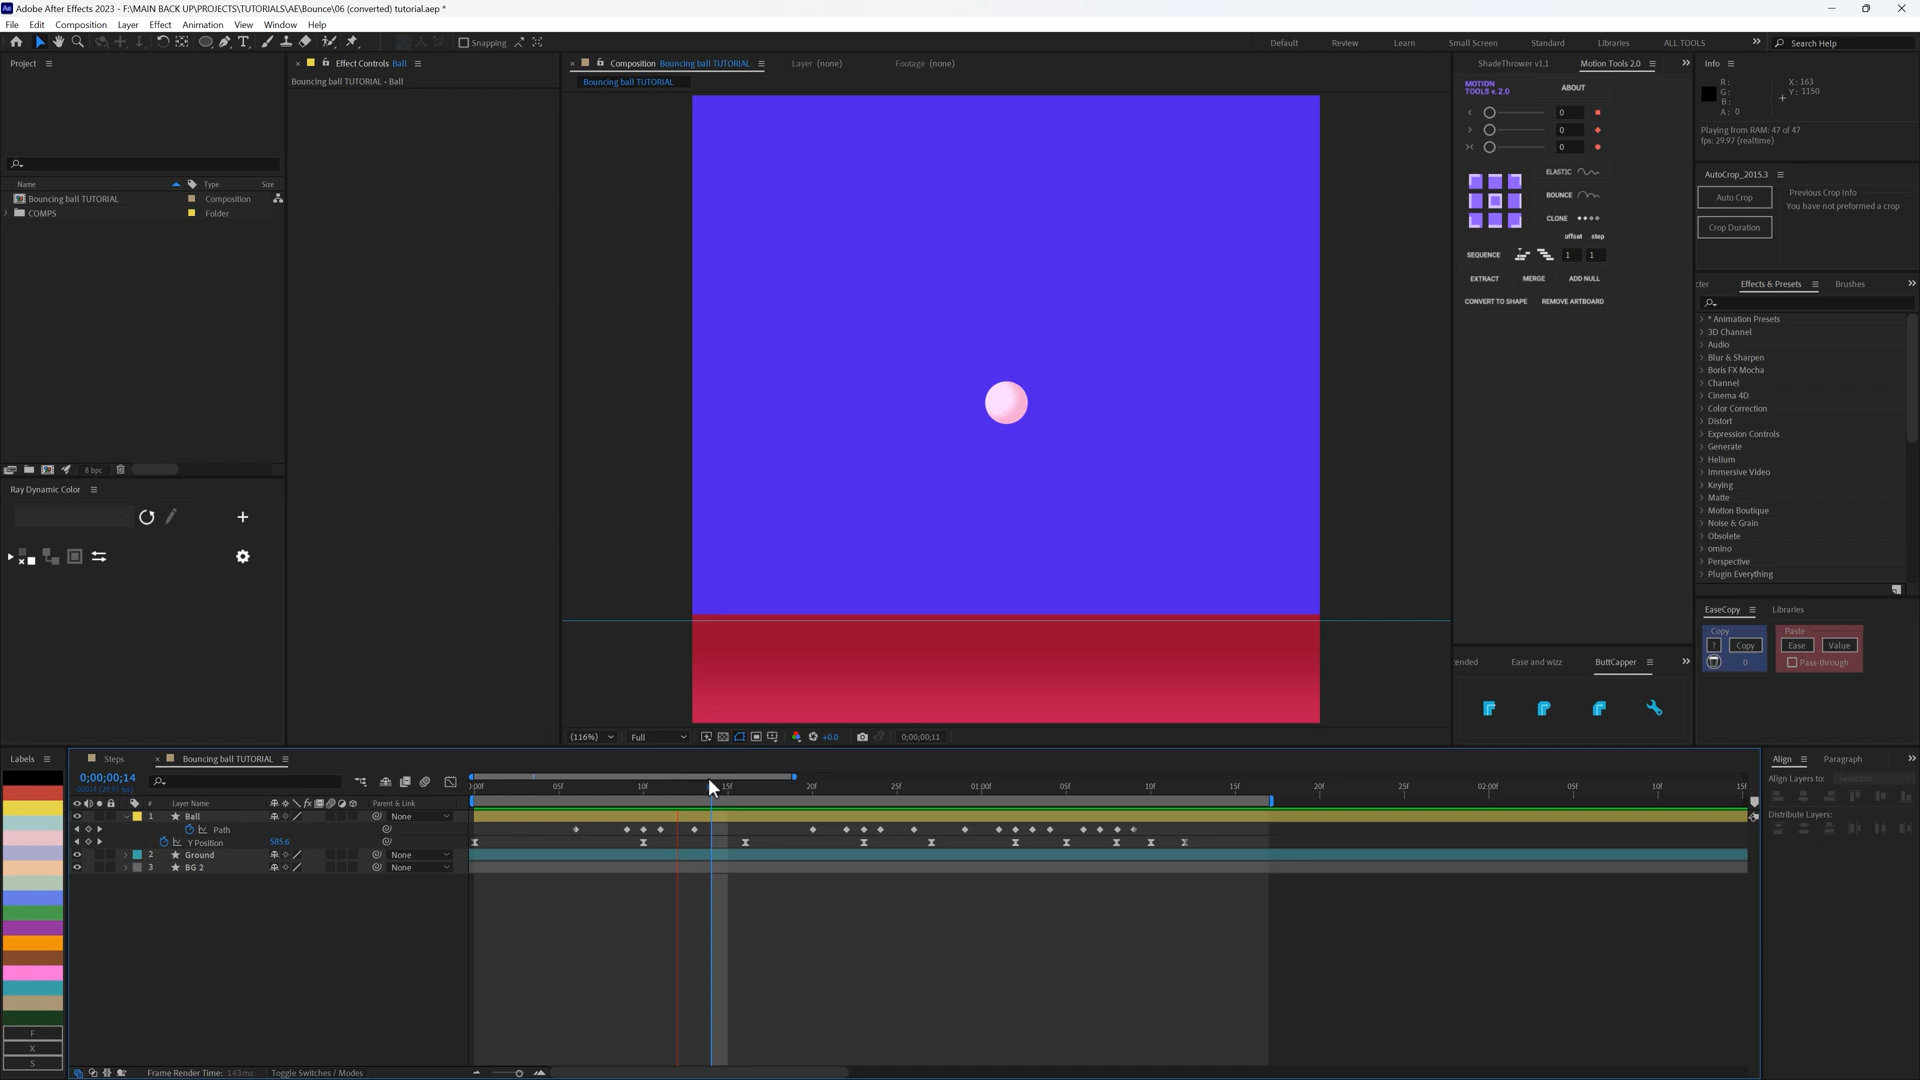 Adobe After Effects 2023 - F:\MAIN BACK UP\PROJECTS\TUTORIALS\AE\Bounce\06 (converted) tutorial.aep *
File Edit Composition Layer Effect Animation View Window Help
Snapping
Default Review Learn Small Screen Standard Libraries ALL TOOLS Search Help
Project
Effect Controls Ball
Composition Bouncing ball TUTORIAL
Layer (none)
Footage (none)
ShadeThrower v1.1
Motion Tools 2.0
Info
Bouncing ball TUTORIAL • Ball
Bouncing ball TUTORIAL
MOTION
TOOLS v. 2.0
ABOUT
0
0
0
R:
G:
B:
A: 0
X: 163
Y: 1150
Playing from RAM: 47 of 47
fps: 29.97 (realtime)
ELASTIC
BOUNCE
CLONE
offset step
SEQUENCE 1 1
EXTRACT MERGE ADD NULL
CONVERT TO SHAPE REMOVE ARTBOARD
AutoCrop_2015.3
Auto Crop
Crop Duration
Previous Crop Info
You have not preformed a crop
Name Type Size
Bouncing ball TUTORIAL Composition
COMPS Folder
cter Effects & Presets Brushes
* Animation Presets
3D Channel
Audio
Blur & Sharpen
Boris FX Mocha
Channel
Cinema 4D
Color Correction
Distort
Expression Controls
Generate
Helium
Immersive Video
Keying
Matte
Motion Boutique
Noise & Grain
Obsolete
omino
Perspective
Plugin Everything
8 bpc
Ray Dynamic Color
EaseCopy Libraries
Copy
? Copy
0
Paste
Ease Value
Pass-through
ended Ease and wizz ButtCapper
(116%) Full +0.0 0;00;00;11
Labels
Steps
Bouncing ball TUTORIAL
Align Paragraph
0;00;00;14
00014 (29.97 fps)
:00f 05f 10f 15f 20f 25f 01:00f 05f 10f 15f 20f 25f 02:00f 05f 10f 15f
Align Layers to: Selection
Distribute Layers:
# Layer Name fx Parent & Link
1 Ball None
Path
Y Position 585.6
2 Ground None
3 BG 2 None
F
X
S
Frame Render Time: 143ms Toggle Switches / Modes